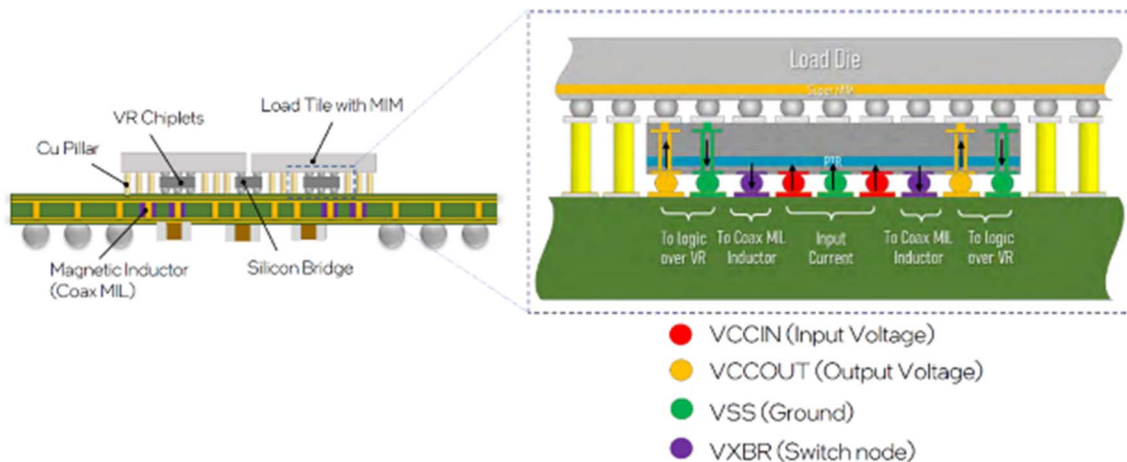 VR Chiplets
Load Tile with MIM
Cu Pillar
Magnetic Inductor
(Coax MIL)
Silicon Bridge
Load Die
Super MIM
To logic
over VR
To Coax MIL
Inductor
Input
Current
To Coax MIL
Inductor
To logic
over VR
VCCIN (Input Voltage)
VCCOUT (Output Voltage)
VSS (Ground)
VXBR (Switch node)